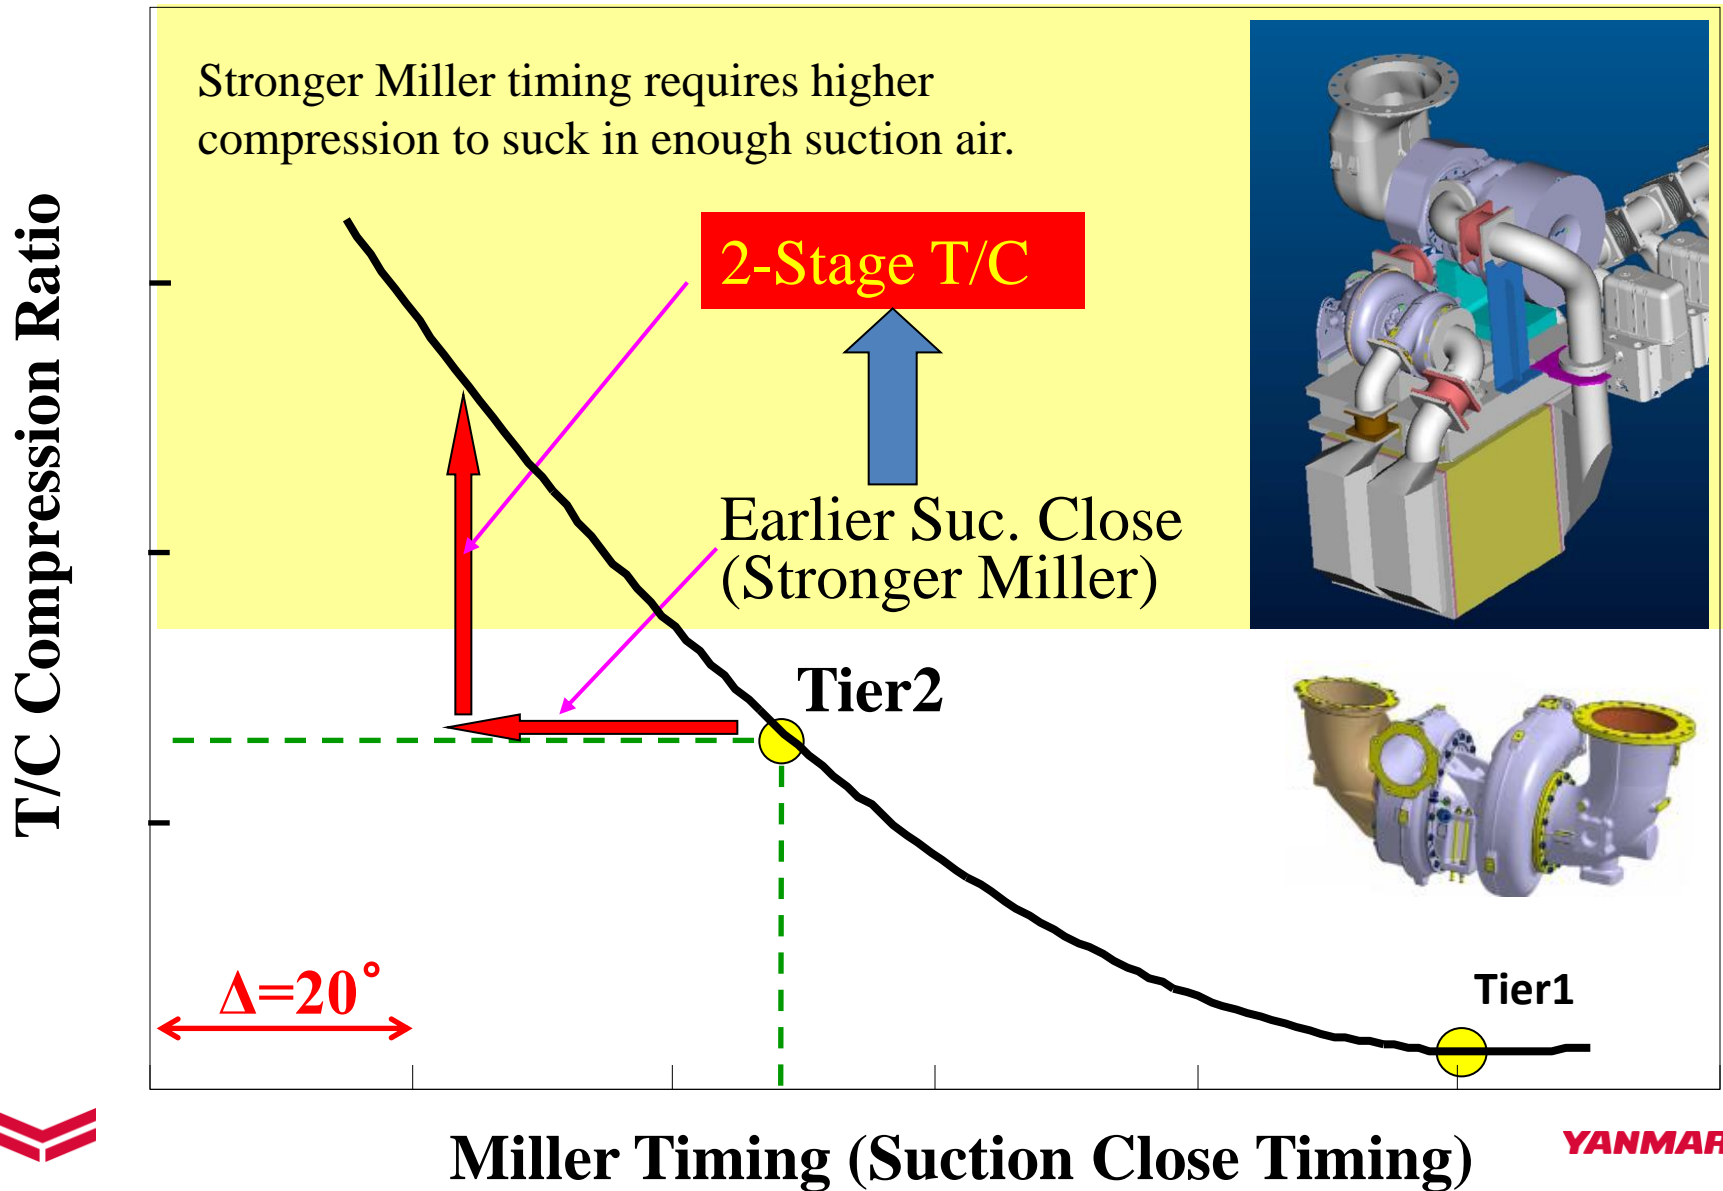 Stronger Miller timing requires higher
compression to suck in enough suction air.
2-Stage T/C
Earlier Suc. Close
(Stronger Miller)
Tier2
Tier1
Δ=20°
T/C Compression Ratio
Miller Timing (Suction Close Timing)
YANMAR